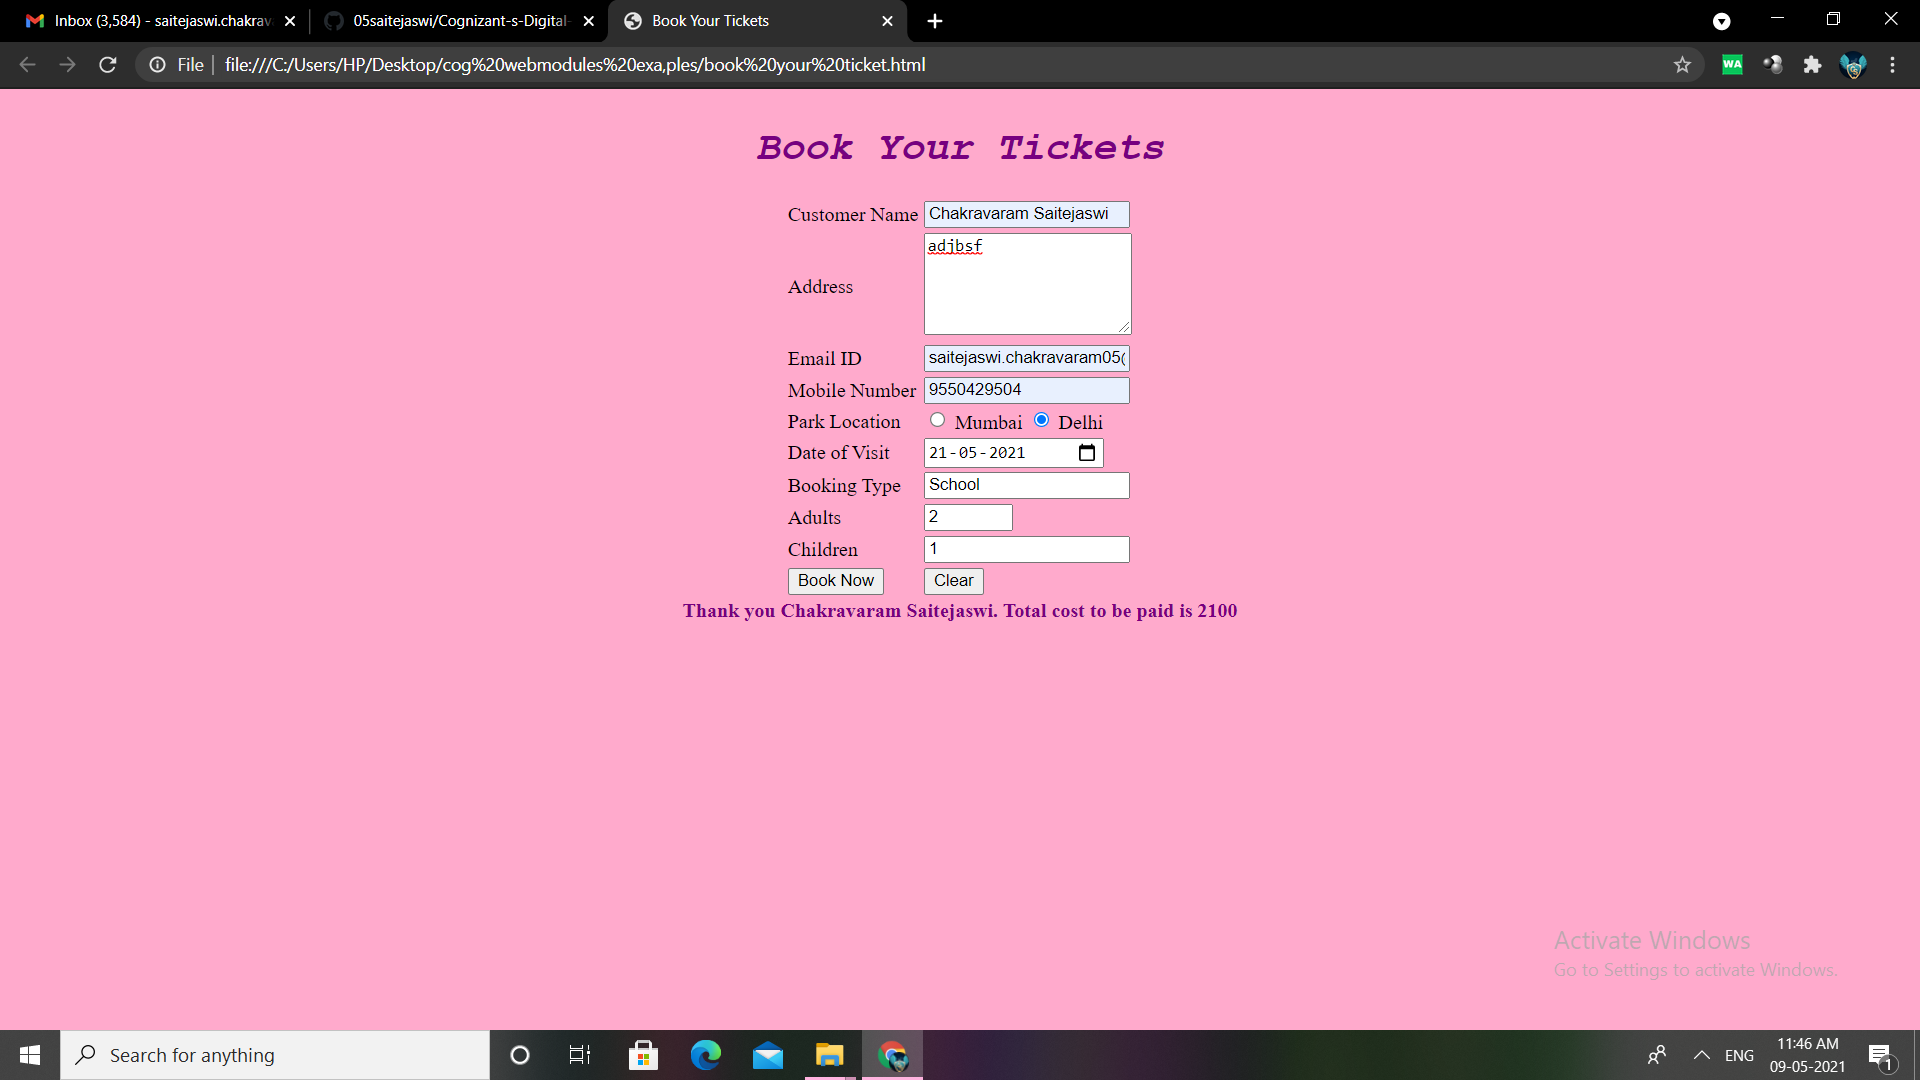 Inbox (3,584) - saitejaswi.chakrav
05saitejaswi/Cognizant-s-Digital-
Book Your Tickets
File
file:///C:/Users/HP/Desktop/cog%20webmodules%20exa,ples/book%20your%20ticket.html
WA
Book Your Tickets
Customer Name Chakravaram Saitejaswi
Address adjbsf
Email ID saitejaswi.chakravaram05(
Mobile Number 9550429504
Park Location Mumbai Delhi
Date of Visit 21-05-2021
Booking Type School
Adults 2
Children 1
Book Now Clear
Thank you Chakravaram Saitejaswi. Total cost to be paid is 2100
Activate Windows
Go to Settings to activate Windows.
Search for anything
ENG
11:46 AM
09-05-2021
1